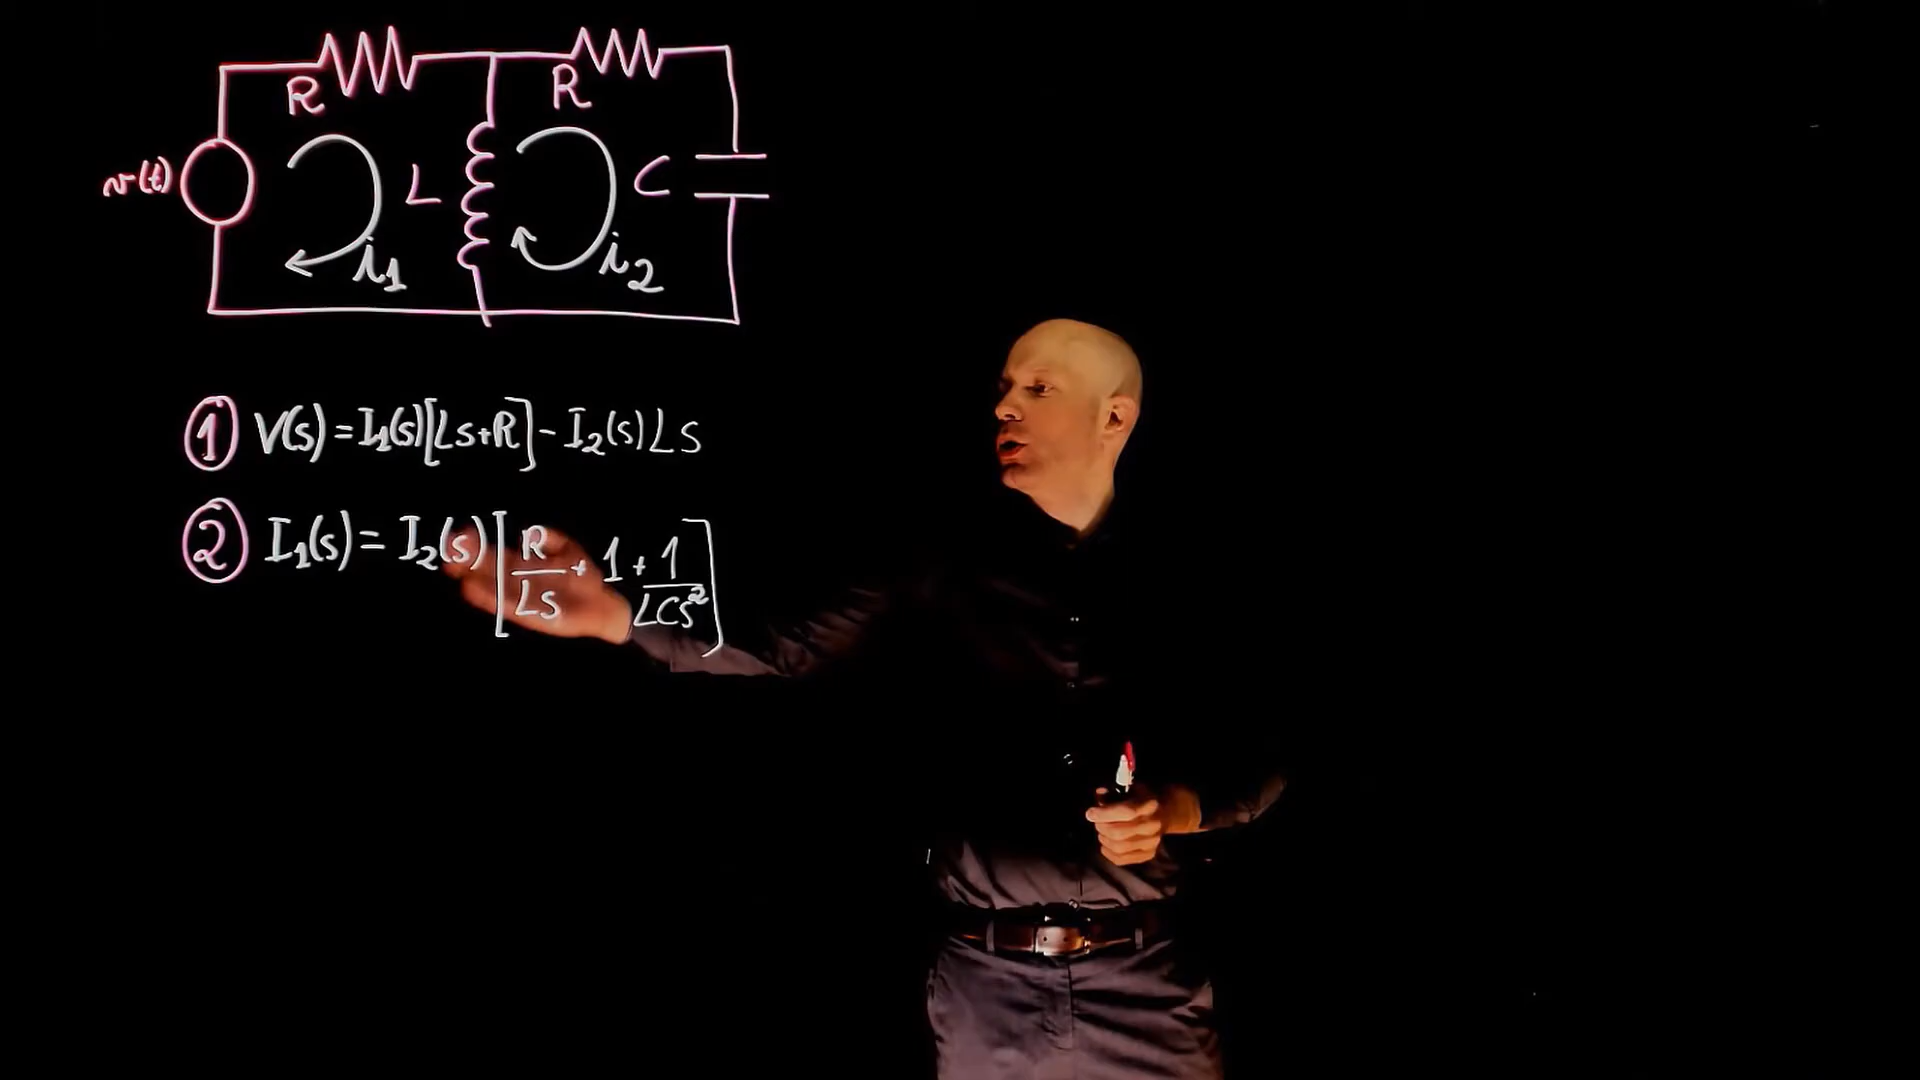 R R
v(t) L C
i₁ i₂
① V(s) = I₁(s)[Ls+R] - I₂(s)Ls
② I₁(s) = I₂(s)[R/Ls + 1 + 1/LCs²]